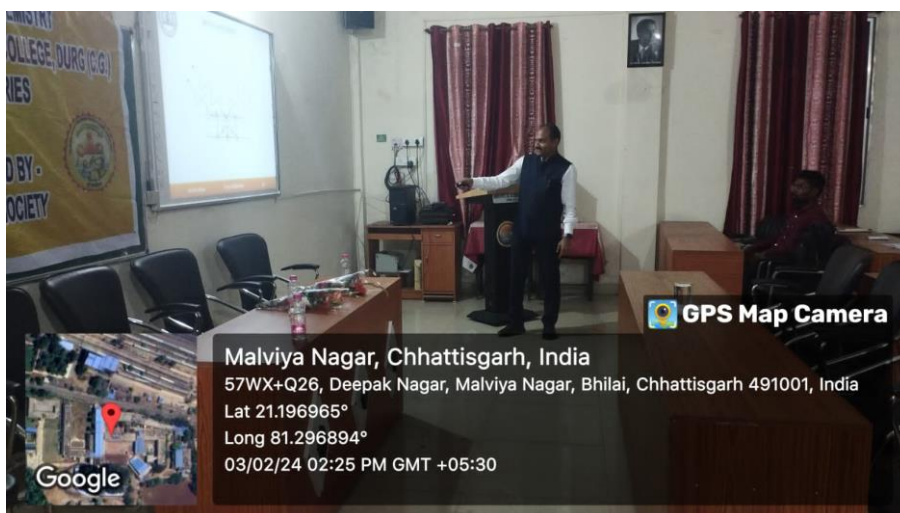 EMISTRY
COLLEGE, DURG (C.G.)
RIES
D BY -
OCIETY
GPS Map Camera
Malviya Nagar, Chhattisgarh, India
57WX+Q26, Deepak Nagar, Malviya Nagar, Bhilai, Chhattisgarh 491001, India
Lat 21.196965°
Long 81.296894°
03/02/24 02:25 PM GMT +05:30
Google